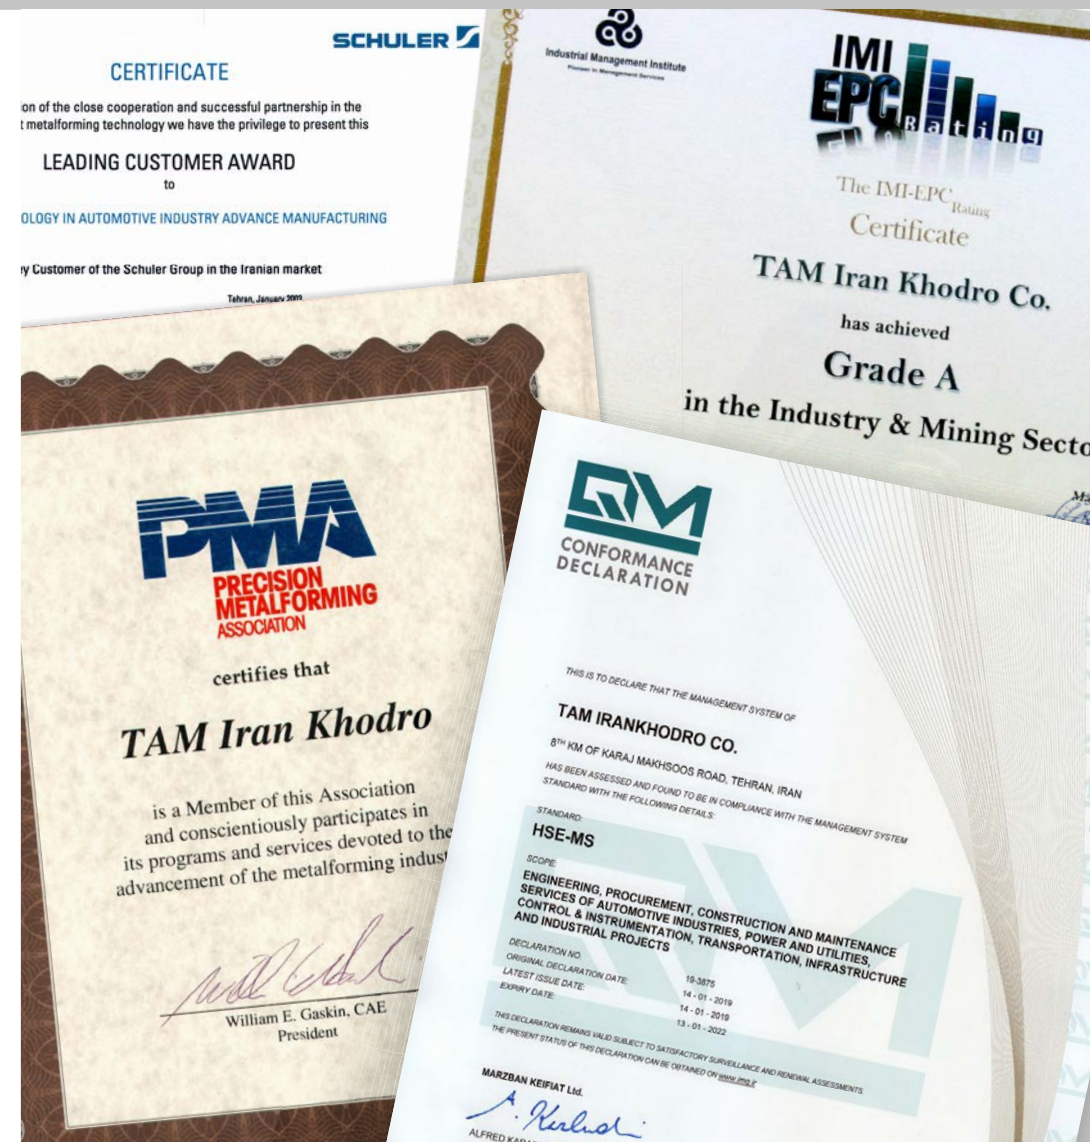 SCHULER
CERTIFICATE
ion of the close cooperation and successful partnership in the
t metalforming technology we have the privilege to present this
LEADING CUSTOMER AWARD
to
OLOGY IN AUTOMOTIVE INDUSTRY ADVANCE MANUFACTURING
y Customer of the Schuler Group in the Iranian market
Tehran, January 2003
Industrial Management Institute
Pioneer in Management Services
IMI
EPC
Rating
The IMI-EPC Rating
Certificate
TAM Iran Khodro Co.
has achieved
Grade A
in the Industry & Mining Secto
PMA
PRECISION
METALFORMING
ASSOCIATION
certifies that
TAM Iran Khodro
is a Member of this Association
and conscientiously participates in
its programs and services devoted to the
advancement of the metalforming indust
William E. Gaskin, CAE
President
QM
CONFORMANCE
DECLARATION
THIS IS TO DECLARE THAT THE MANAGEMENT SYSTEM OF
TAM IRANKHODRO CO.
8TH KM OF KARAJ MAKHSOOS ROAD, TEHRAN, IRAN
HAS BEEN ASSESSED AND FOUND TO BE IN COMPLIANCE WITH THE MANAGEMENT SYSTEM
STANDARD WITH THE FOLLOWING DETAILS:
STANDARD:
HSE-MS
SCOPE:
ENGINEERING, PROCUREMENT, CONSTRUCTION AND MAINTENANCE
SERVICES OF AUTOMOTIVE INDUSTRIES, POWER AND UTILITIES,
CONTROL & INSTRUMENTATION, TRANSPORTATION, INFRASTRUCTURE
AND INDUSTRIAL PROJECTS
DECLARATION NO. 19-3875
ORIGINAL DECLARATION DATE: 14 - 01 - 2019
LATEST ISSUE DATE: 14 - 01 - 2019
EXPIRY DATE: 13 - 01 - 2022
THIS DECLARATION REMAINS VALID SUBJECT TO SATISFACTORY SURVEILLANCE AND RENEWAL ASSESSMENTS.
THE PRESENT STATUS OF THIS DECLARATION CAN BE OBTAINED ON www.imq.ir
MARZBAN KEIFIAT Ltd.
ALFRED